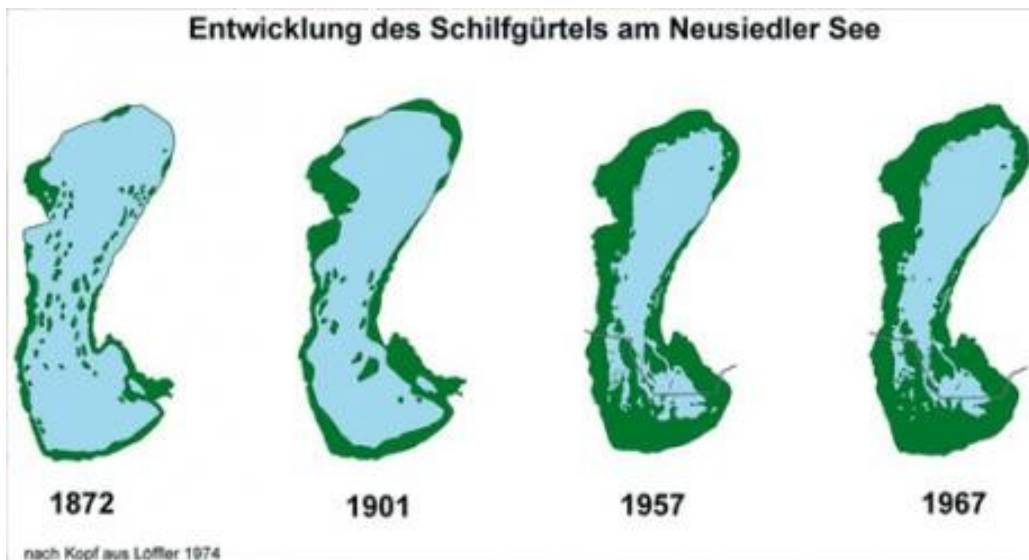 Entwicklung des Schilfgürtels am Neusiedler See
1872
1901
1957
1967
nach Kopf aus Löffler 1974